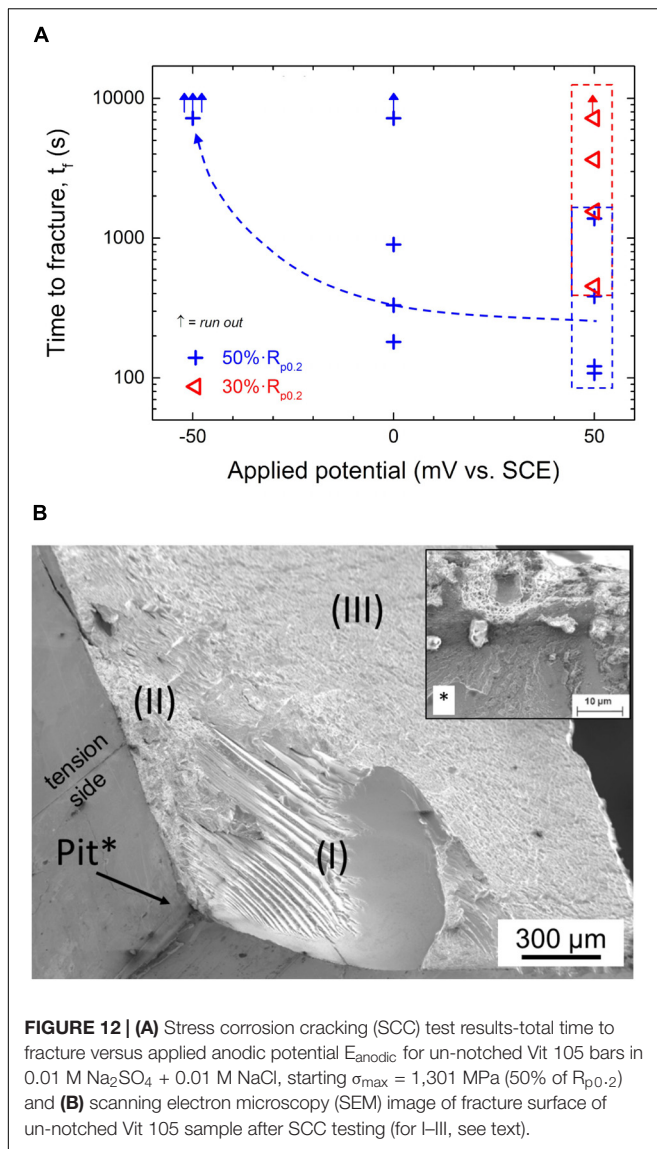 A
10000
1000
100
Time to fracture, t_f (s)
↑ = run out
+ 50%·R_p0.2
◁ 30%·R_p0.2
-50 0 50
Applied potential (mV vs. SCE)
B
(III)
(II)
(I)
tension
side
Pit*
*
10 µm
300 µm
FIGURE 12 | (A) Stress corrosion cracking (SCC) test results-total time to
fracture versus applied anodic potential E_anodic for un-notched Vit 105 bars in
0.01 M Na₂SO₄ + 0.01 M NaCl, starting σ_max = 1,301 MPa (50% of R_p0.2)
and (B) scanning electron microscopy (SEM) image of fracture surface of
un-notched Vit 105 sample after SCC testing (for I–III, see text).